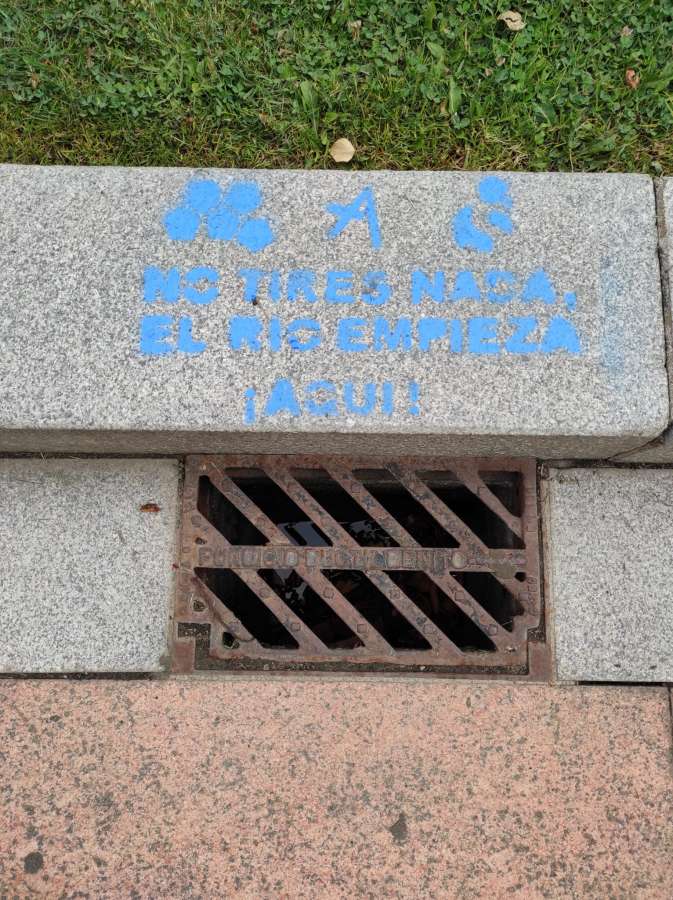 NO TIRES NADA,
EL RIO EMPIEZA
¡AQUI!